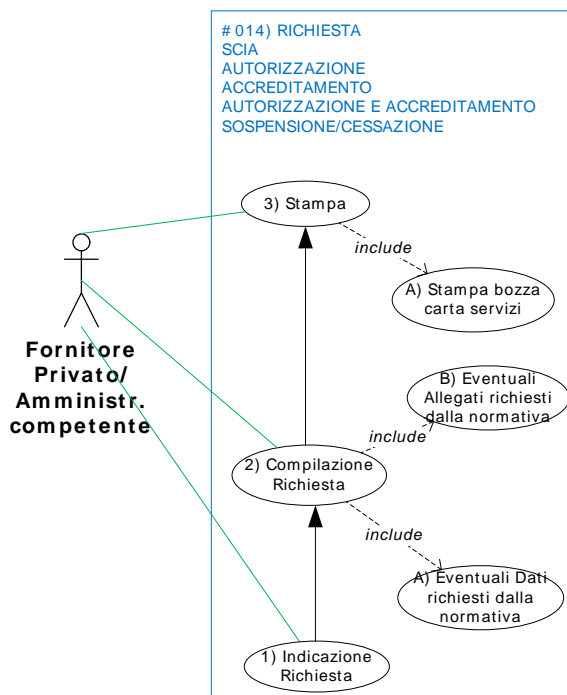 # 014) RICHIESTA
SCIA
AUTORIZZAZIONE
ACCREDITAMENTO
AUTORIZZAZIONE E ACCREDITAMENTO
SOSPENSIONE/CESSAZIONE
3) Stampa
include
A) Stampa bozza
carta servizi
Fornitore
Privato/
Amministr.
competente
B) Eventuali
Allegati richiesti
dalla normativa
include
2) Compilazione
Richiesta
include
A) Eventuali Dati
richiesti dalla
normativa
1) Indicazione
Richiesta